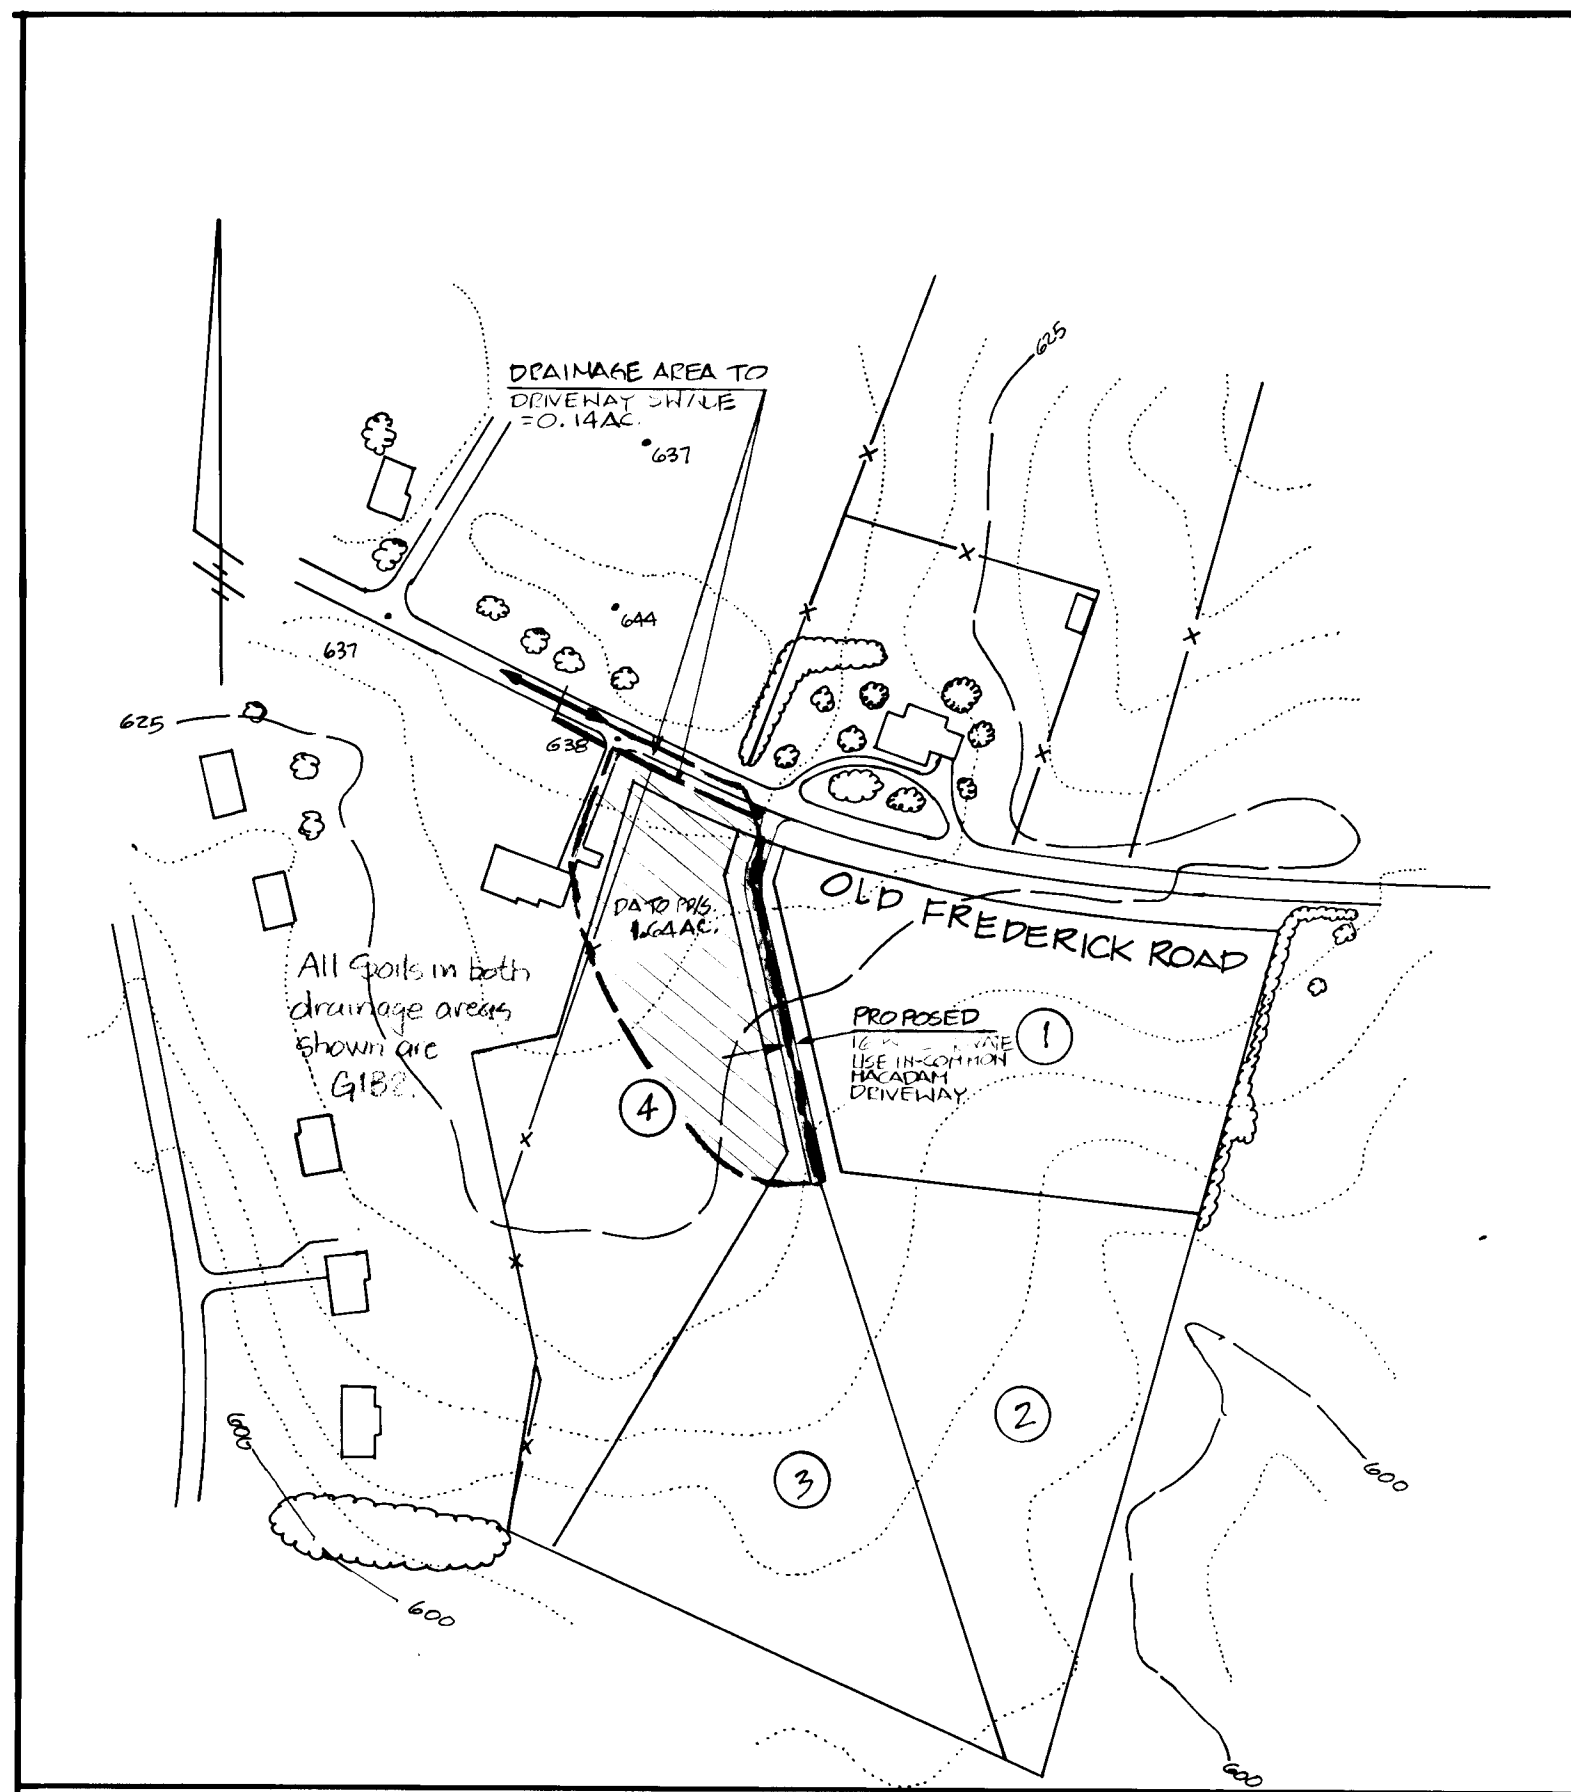 625
DRAINAGE AREA TO
DRIVEWAY SWALE
=0.14AC.
637
644
637
625
638
DA TO
1.64AC.
OLD FREDERICK ROAD
All Soils in both
drainage areas
shown are
G1B2.
PROPOSED
16
USE IN-COMMON
MACADAM
DRIVEWAY
1
4
2
3
600
600
600
600